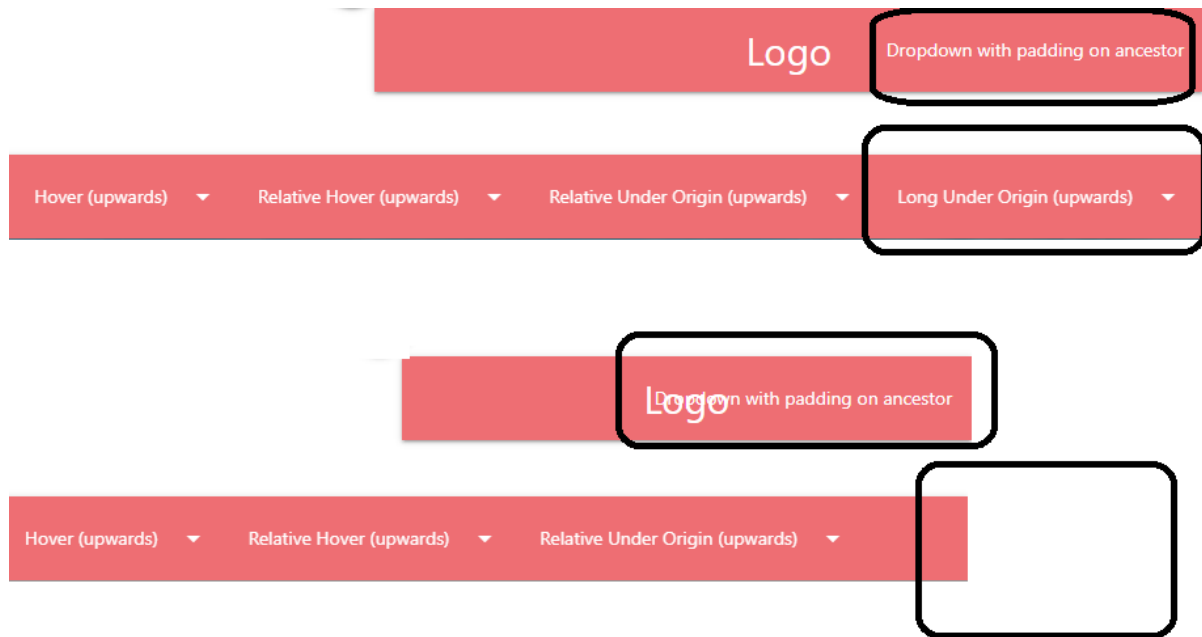 Logo Dropdown with padding on ancestor
Hover (upwards) Relative Hover (upwards) Relative Under Origin (upwards) Long Under Origin (upwards)
Logo Dropdown with padding on ancestor
Hover (upwards) Relative Hover (upwards) Relative Under Origin (upwards)